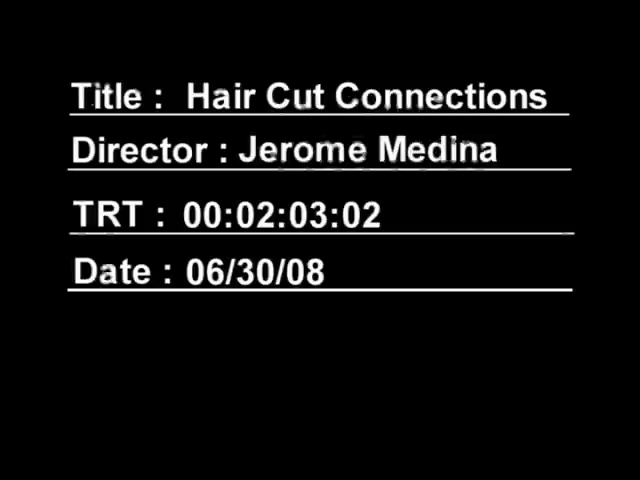 Title : Hair Cut Connections
Director : Jerome Medina
TRT : 00:02:03:02
Date : 06/30/08